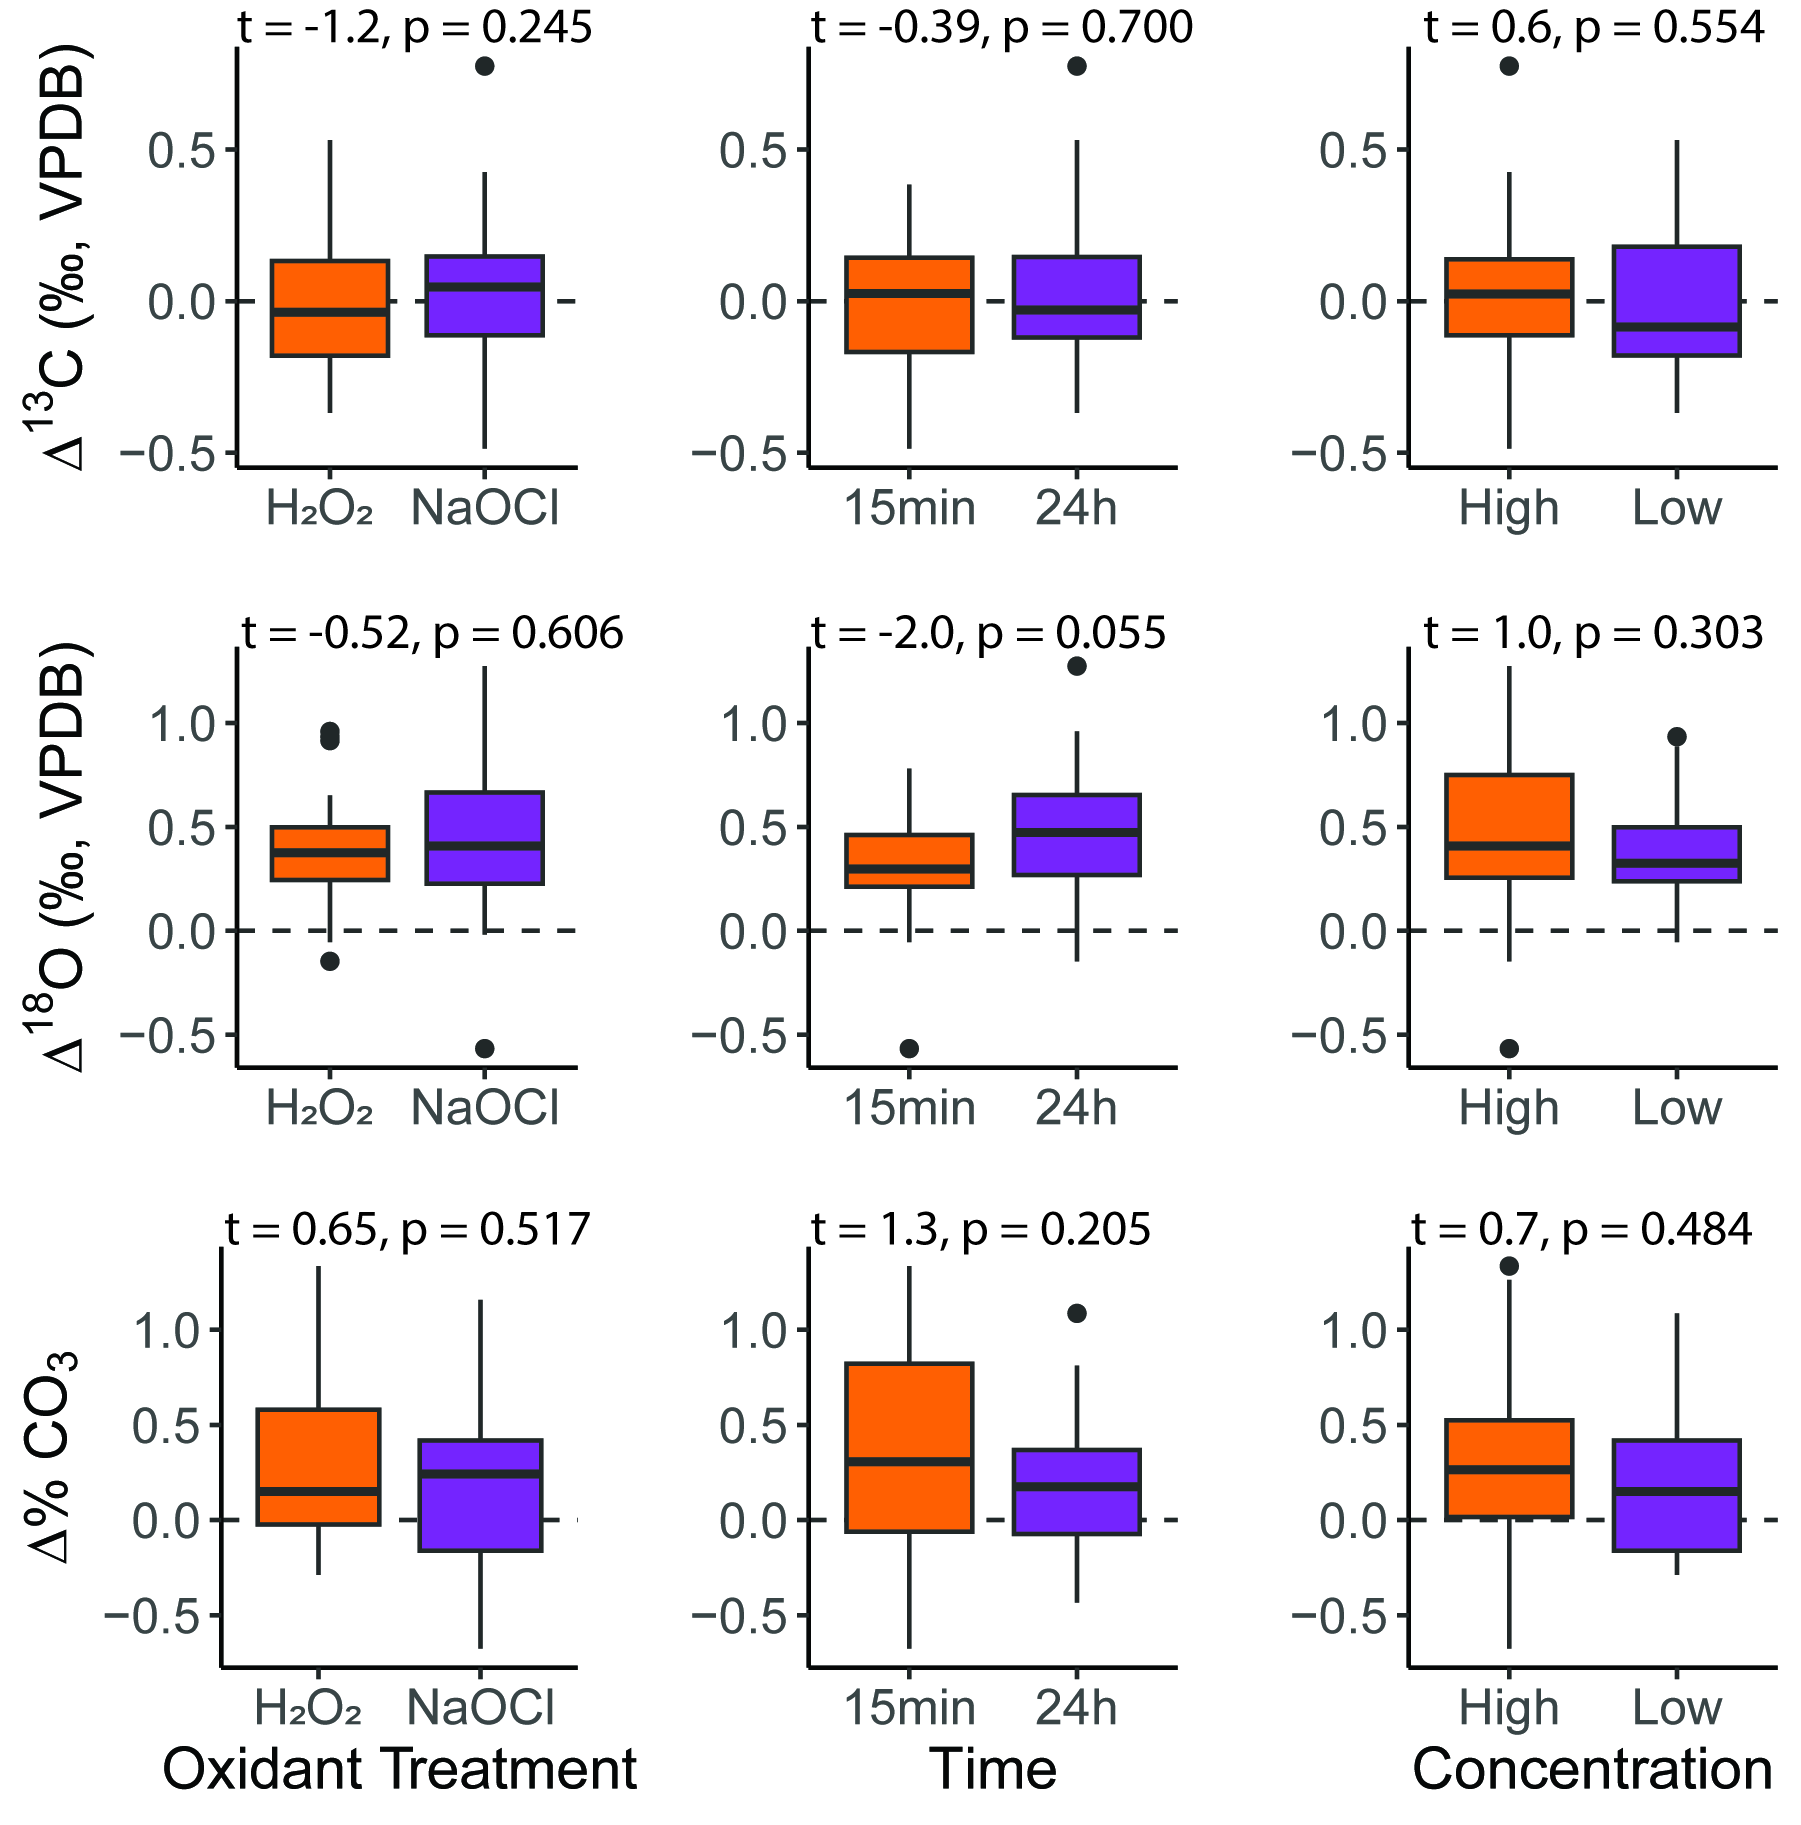 t = -1.2, p = 0.245
t = -0.39, p = 0.700
t = 0.6, p = 0.554
Δ¹³C (‰, VPDB)
0.5
0.0
−0.5
H₂O₂ NaOCl
0.5
0.0
−0.5
15min 24h
0.5
0.0
−0.5
High Low
t = -0.52, p = 0.606
t = -2.0, p = 0.055
t = 1.0, p = 0.303
Δ¹⁸O (‰, VPDB)
1.0
0.5
0.0
−0.5
H₂O₂ NaOCl
1.0
0.5
0.0
−0.5
15min 24h
1.0
0.5
0.0
−0.5
High Low
t = 0.65, p = 0.517
t = 1.3, p = 0.205
t = 0.7, p = 0.484
Δ% CO₃
1.0
0.5
0.0
−0.5
H₂O₂ NaOCl
Oxidant Treatment
1.0
0.5
0.0
−0.5
15min 24h
Time
1.0
0.5
0.0
−0.5
High Low
Concentration